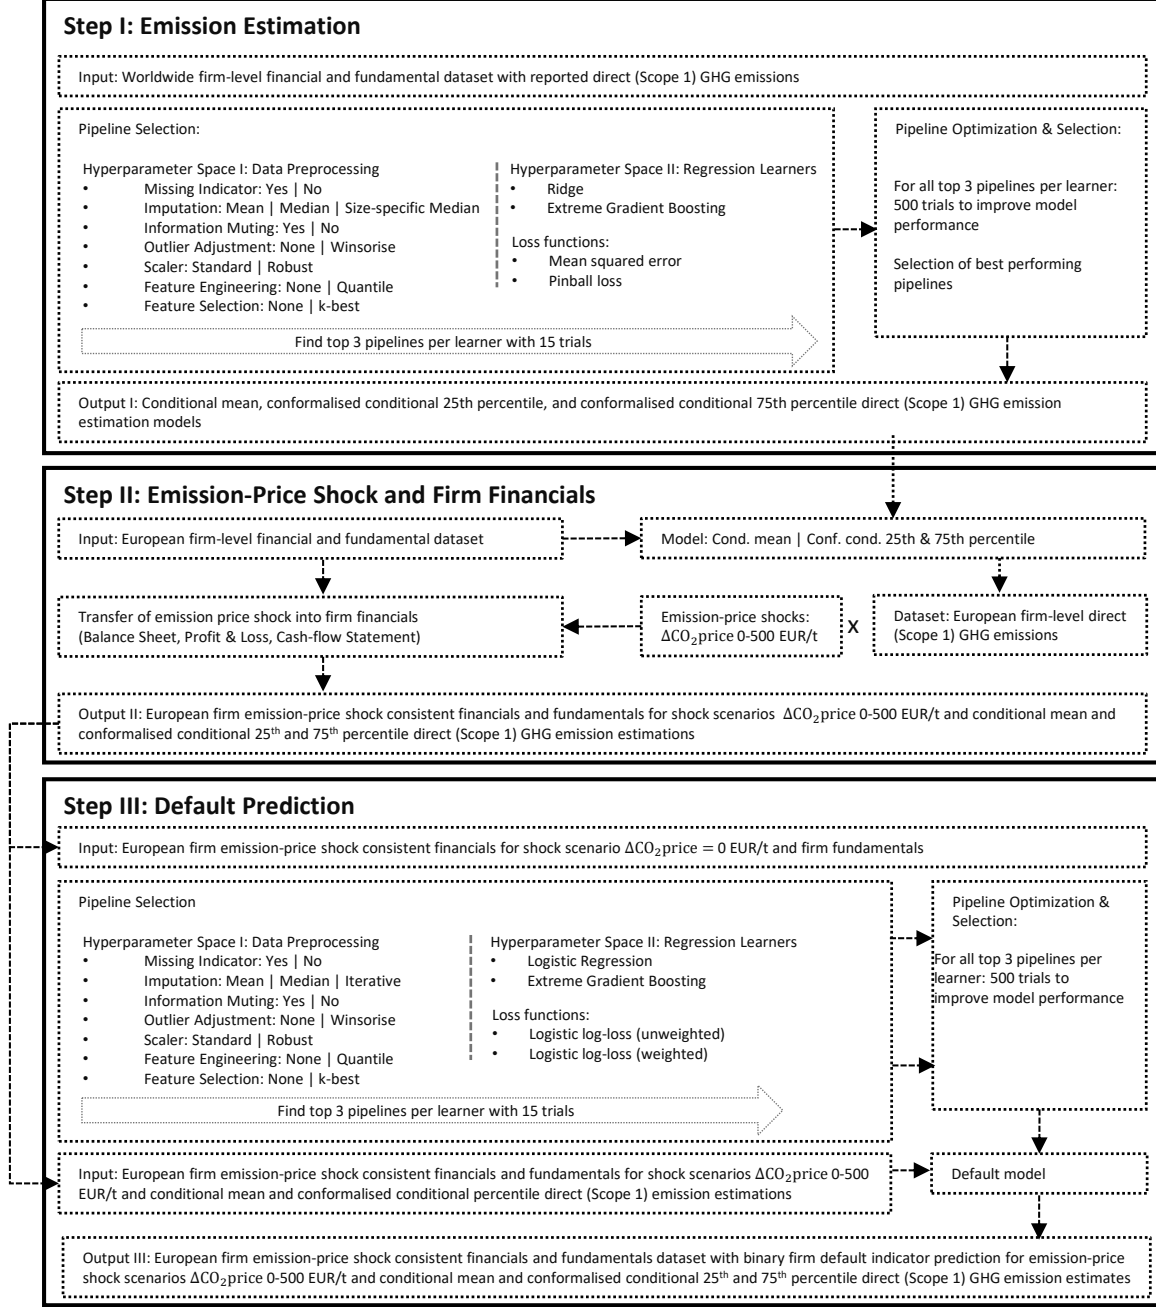 Step I: Emission Estimation
Input: Worldwide firm-level financial and fundamental dataset with reported direct (Scope 1) GHG emissions
Pipeline Selection:
Hyperparameter Space I: Data Preprocessing
• Missing Indicator: Yes | No
• Imputation: Mean | Median | Size-specific Median
• Information Muting: Yes | No
• Outlier Adjustment: None | Winsorise
• Scaler: Standard | Robust
• Feature Engineering: None | Quantile
• Feature Selection: None | k-best
Hyperparameter Space II: Regression Learners
• Ridge
• Extreme Gradient Boosting
Loss functions:
• Mean squared error
• Pinball loss
Find top 3 pipelines per learner with 15 trials
Pipeline Optimization & Selection:
For all top 3 pipelines per learner:
500 trials to improve model
performance
Selection of best performing
pipelines
Output I: Conditional mean, conformalised conditional 25th percentile, and conformalised conditional 75th percentile direct (Scope 1) GHG emission
estimation models
Step II: Emission-Price Shock and Firm Financials
Input: European firm-level financial and fundamental dataset
Model: Cond. mean | Conf. cond. 25th & 75th percentile
Transfer of emission price shock into firm financials
(Balance Sheet, Profit & Loss, Cash-flow Statement)
Emission-price shocks:
ΔCO₂price 0-500 EUR/t
X
Dataset: European firm-level direct
(Scope 1) GHG emissions
Output II: European firm emission-price shock consistent financials and fundamentals for shock scenarios ΔCO₂price 0-500 EUR/t and conditional mean and
conformalised conditional 25th and 75th percentile direct (Scope 1) GHG emission estimations
Step III: Default Prediction
Input: European firm emission-price shock consistent financials for shock scenario ΔCO₂price = 0 EUR/t and firm fundamentals
Pipeline Selection
Hyperparameter Space I: Data Preprocessing
• Missing Indicator: Yes | No
• Imputation: Mean | Median | Iterative
• Information Muting: Yes | No
• Outlier Adjustment: None | Winsorise
• Scaler: Standard | Robust
• Feature Engineering: None | Quantile
• Feature Selection: None | k-best
Hyperparameter Space II: Regression Learners
• Logistic Regression
• Extreme Gradient Boosting
Loss functions:
• Logistic log-loss (unweighted)
• Logistic log-loss (weighted)
Find top 3 pipelines per learner with 15 trials
Pipeline Optimization &
Selection:
For all top 3 pipelines per
learner: 500 trials to
improve model performance
Input: European firm emission-price shock consistent financials and fundamentals for shock scenarios ΔCO₂price 0-500
EUR/t and conditional mean and conformalised conditional percentile direct (Scope 1) emission estimations
Default model
Output III: European firm emission-price shock consistent financials and fundamentals dataset with binary firm default indicator prediction for emission-price
shock scenarios ΔCO₂price 0-500 EUR/t and conditional mean and conformalised conditional 25th and 75th percentile direct (Scope 1) GHG emission estimates